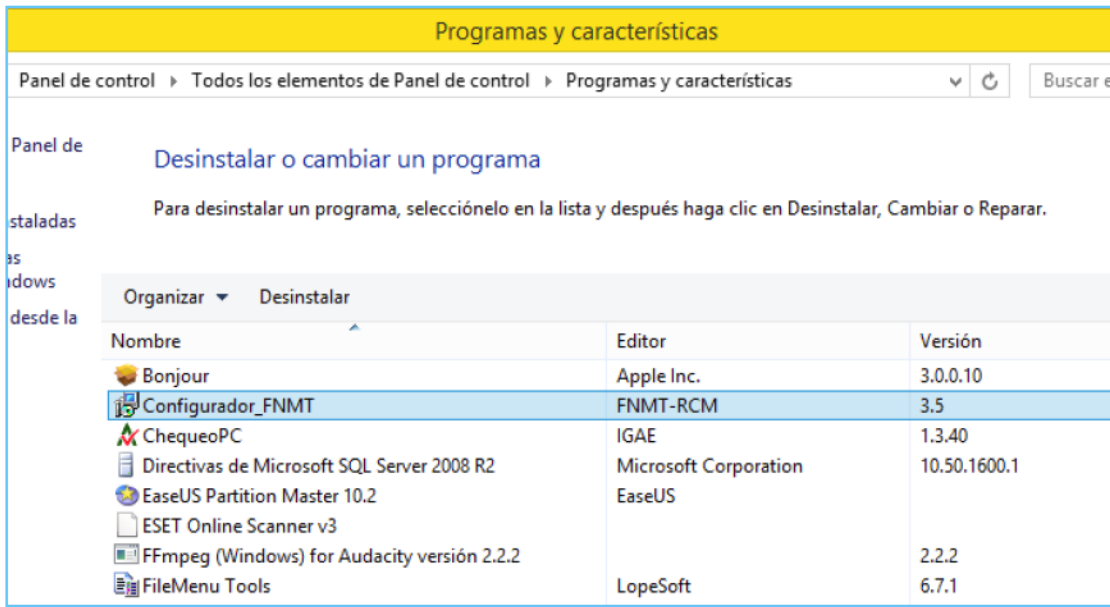 Programas y características
Panel de control ▸ Todos los elementos de Panel de control ▸ Programas y características
Buscar e
Panel de
staladas
as
dows
desde la
Desinstalar o cambiar un programa
Para desinstalar un programa, selecciónelo en la lista y después haga clic en Desinstalar, Cambiar o Reparar.
Organizar Desinstalar
Nombre Editor Versión
Bonjour Apple Inc. 3.0.0.10
Configurador_FNMT FNMT-RCM 3.5
ChequeoPC IGAE 1.3.40
Directivas de Microsoft SQL Server 2008 R2 Microsoft Corporation 10.50.1600.1
EaseUS Partition Master 10.2 EaseUS
ESET Online Scanner v3
FFmpeg (Windows) for Audacity versión 2.2.2 2.2.2
FileMenu Tools LopeSoft 6.7.1